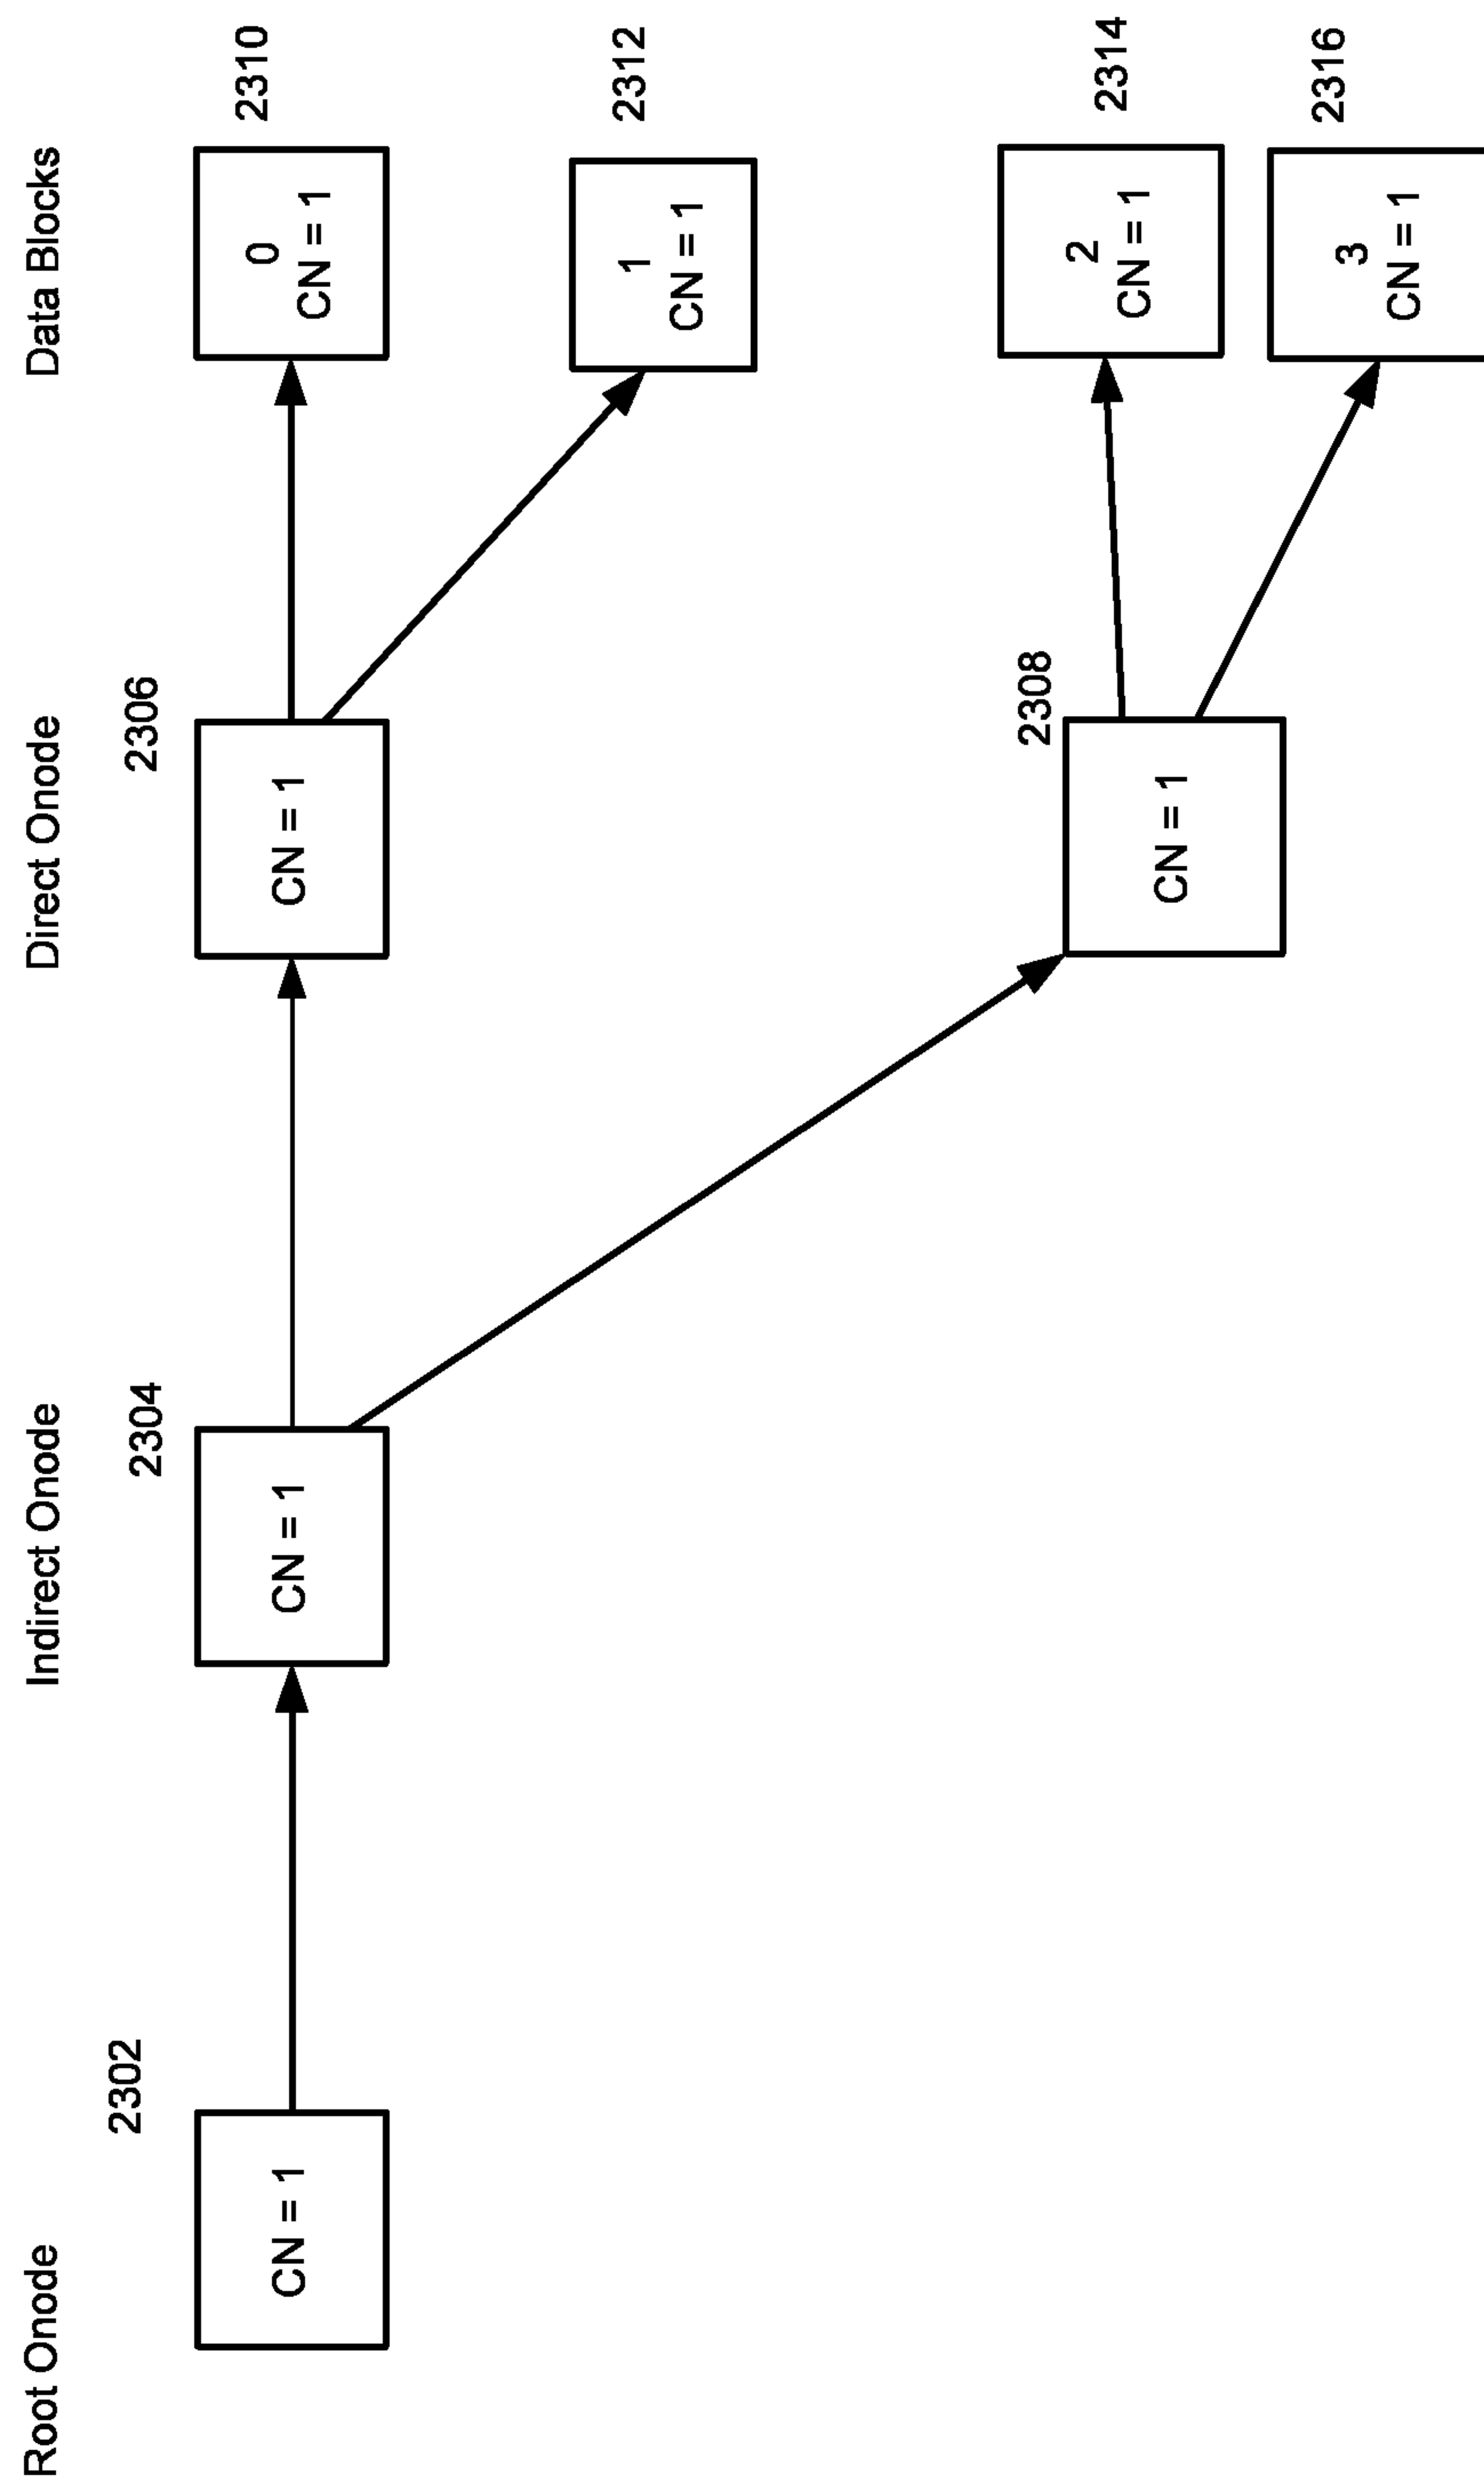 Root Onode
Indirect Onode
Direct Onode
Data Blocks
2302
CN = 1
2304
CN = 1
2306
CN = 1
2310
0
CN = 1
2312
1
CN = 1
2308
CN = 1
2314
2
CN = 1
2316
3
CN = 1